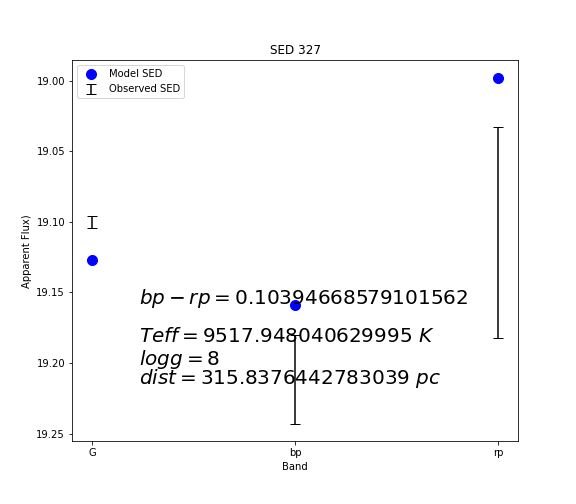 SED 327
Model SED
Observed SED
19.00
19.05
19.10
19.15
19.20
19.25
Apparent Flux)
bp − rp = 0.10394668579101562
Teff = 9517.948040629995 K
logg = 8
dist = 315.8376442783039 pc
G bp rp
Band